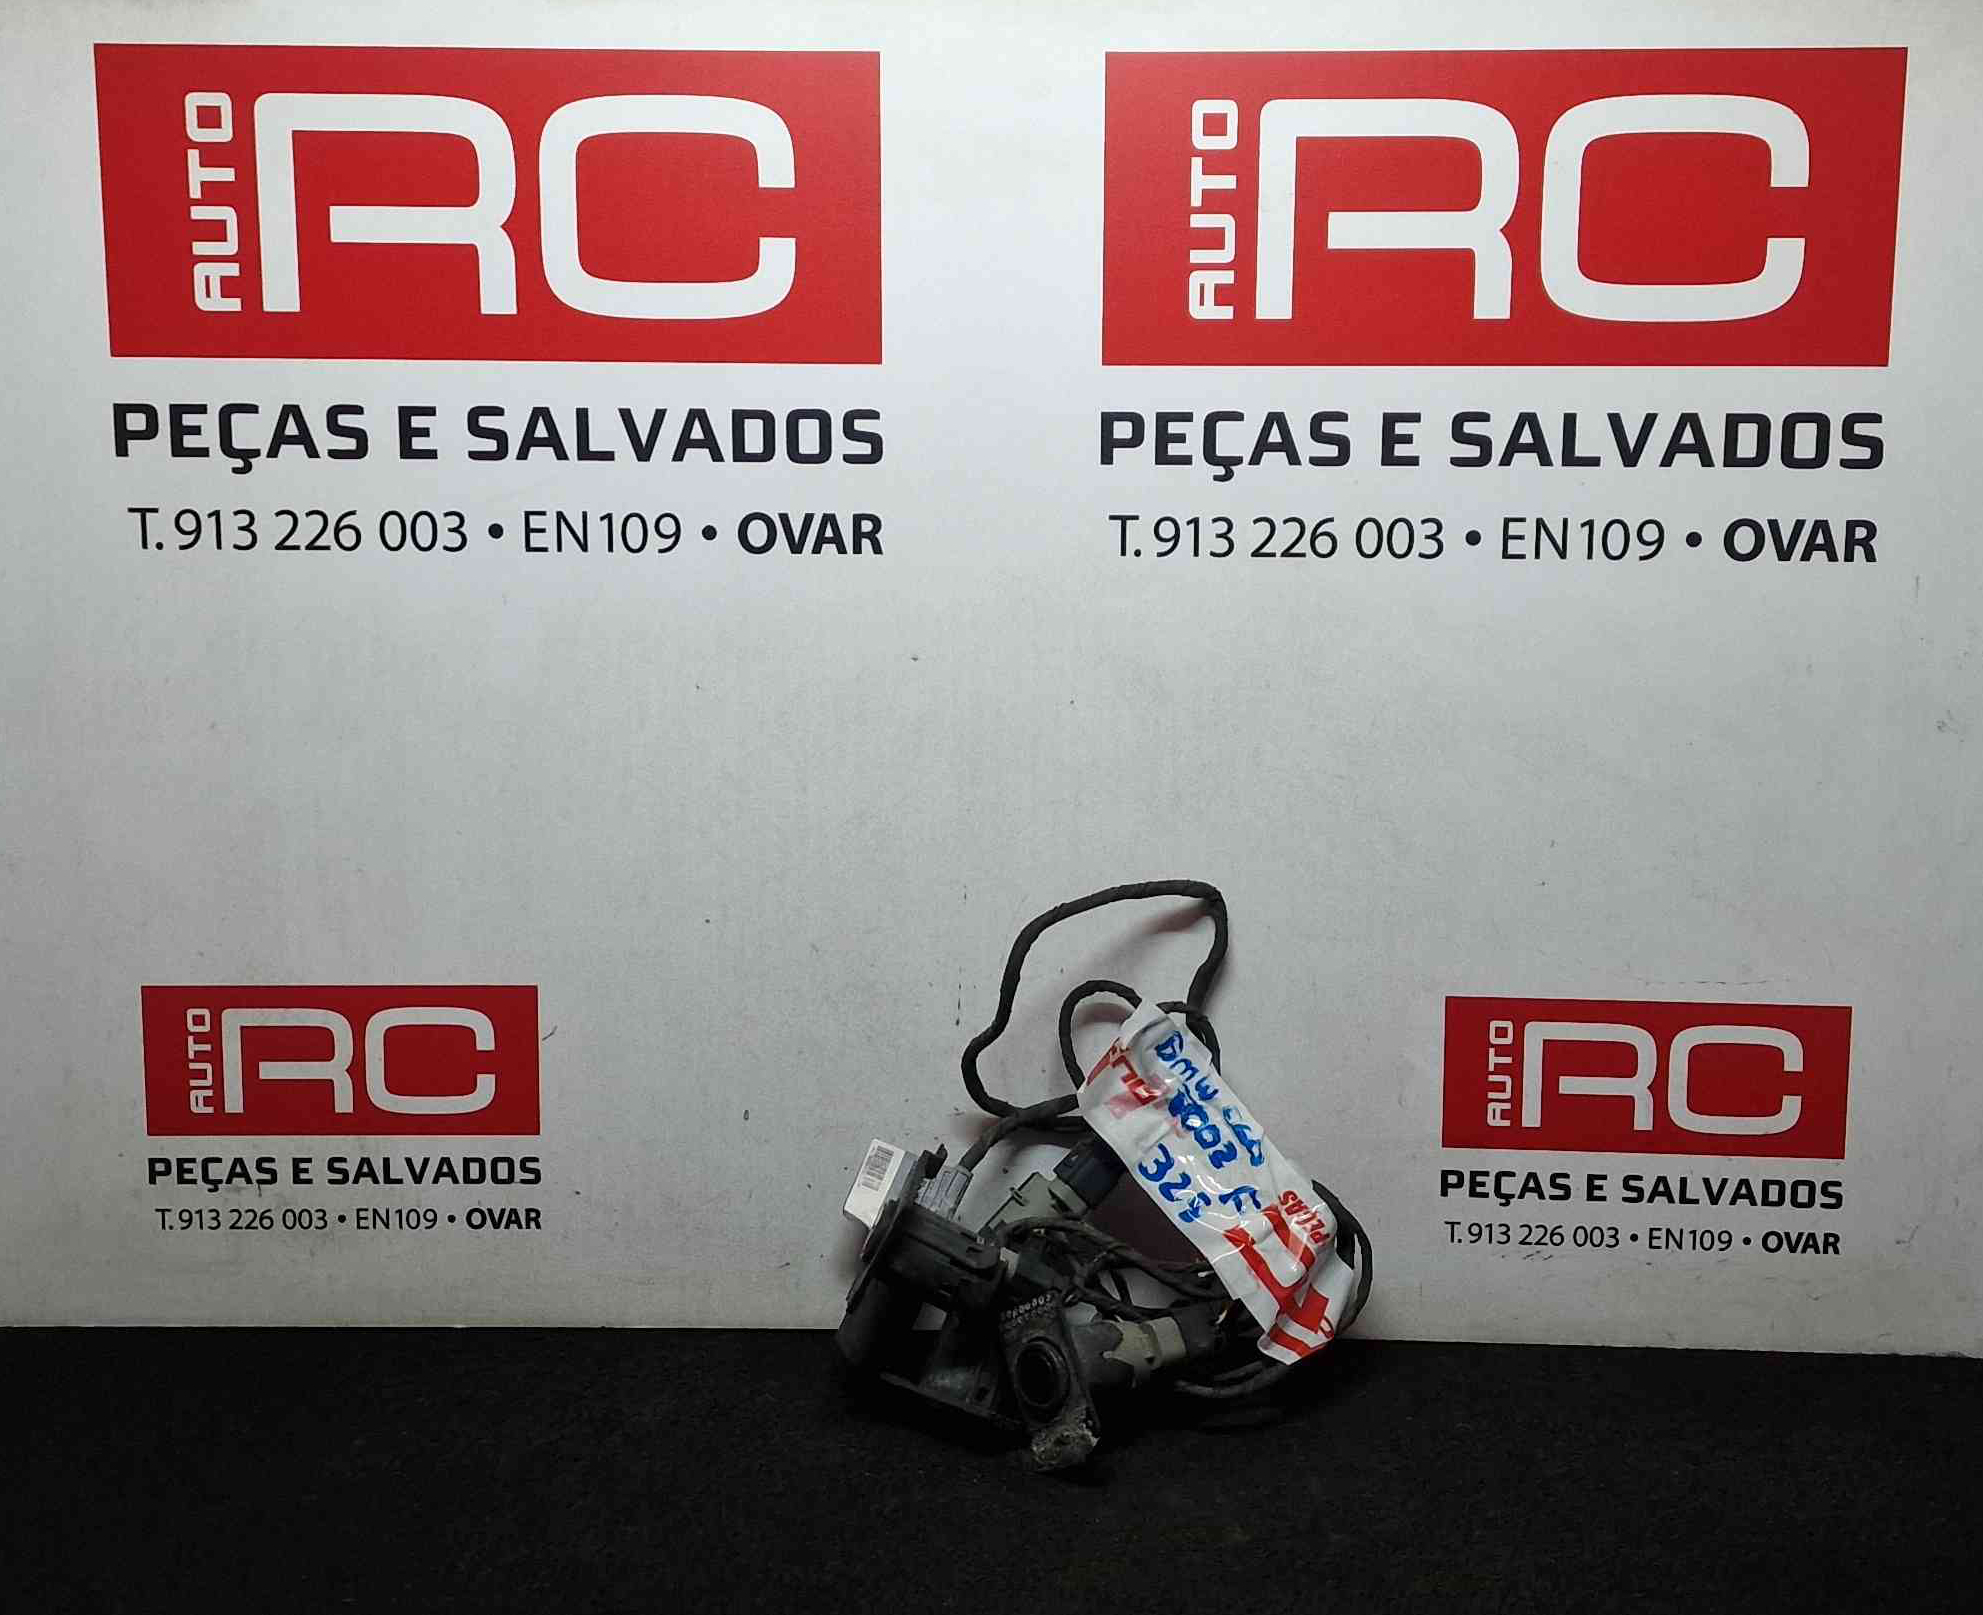 AUTO RC
PEÇAS E SALVADOS
T. 913 226 003 • EN109 • OVAR
AUTO RC
PEÇAS E SALVADOS
T. 913 226 003 • EN109 • OVAR
AUTO RC
PEÇAS E SALVADOS
T. 913 226 003 • EN109 • OVAR
AUTO RC
PEÇAS E SALVADOS
T. 913 226 003 • EN109 • OVAR
BMW
2002
325
PEÇAS